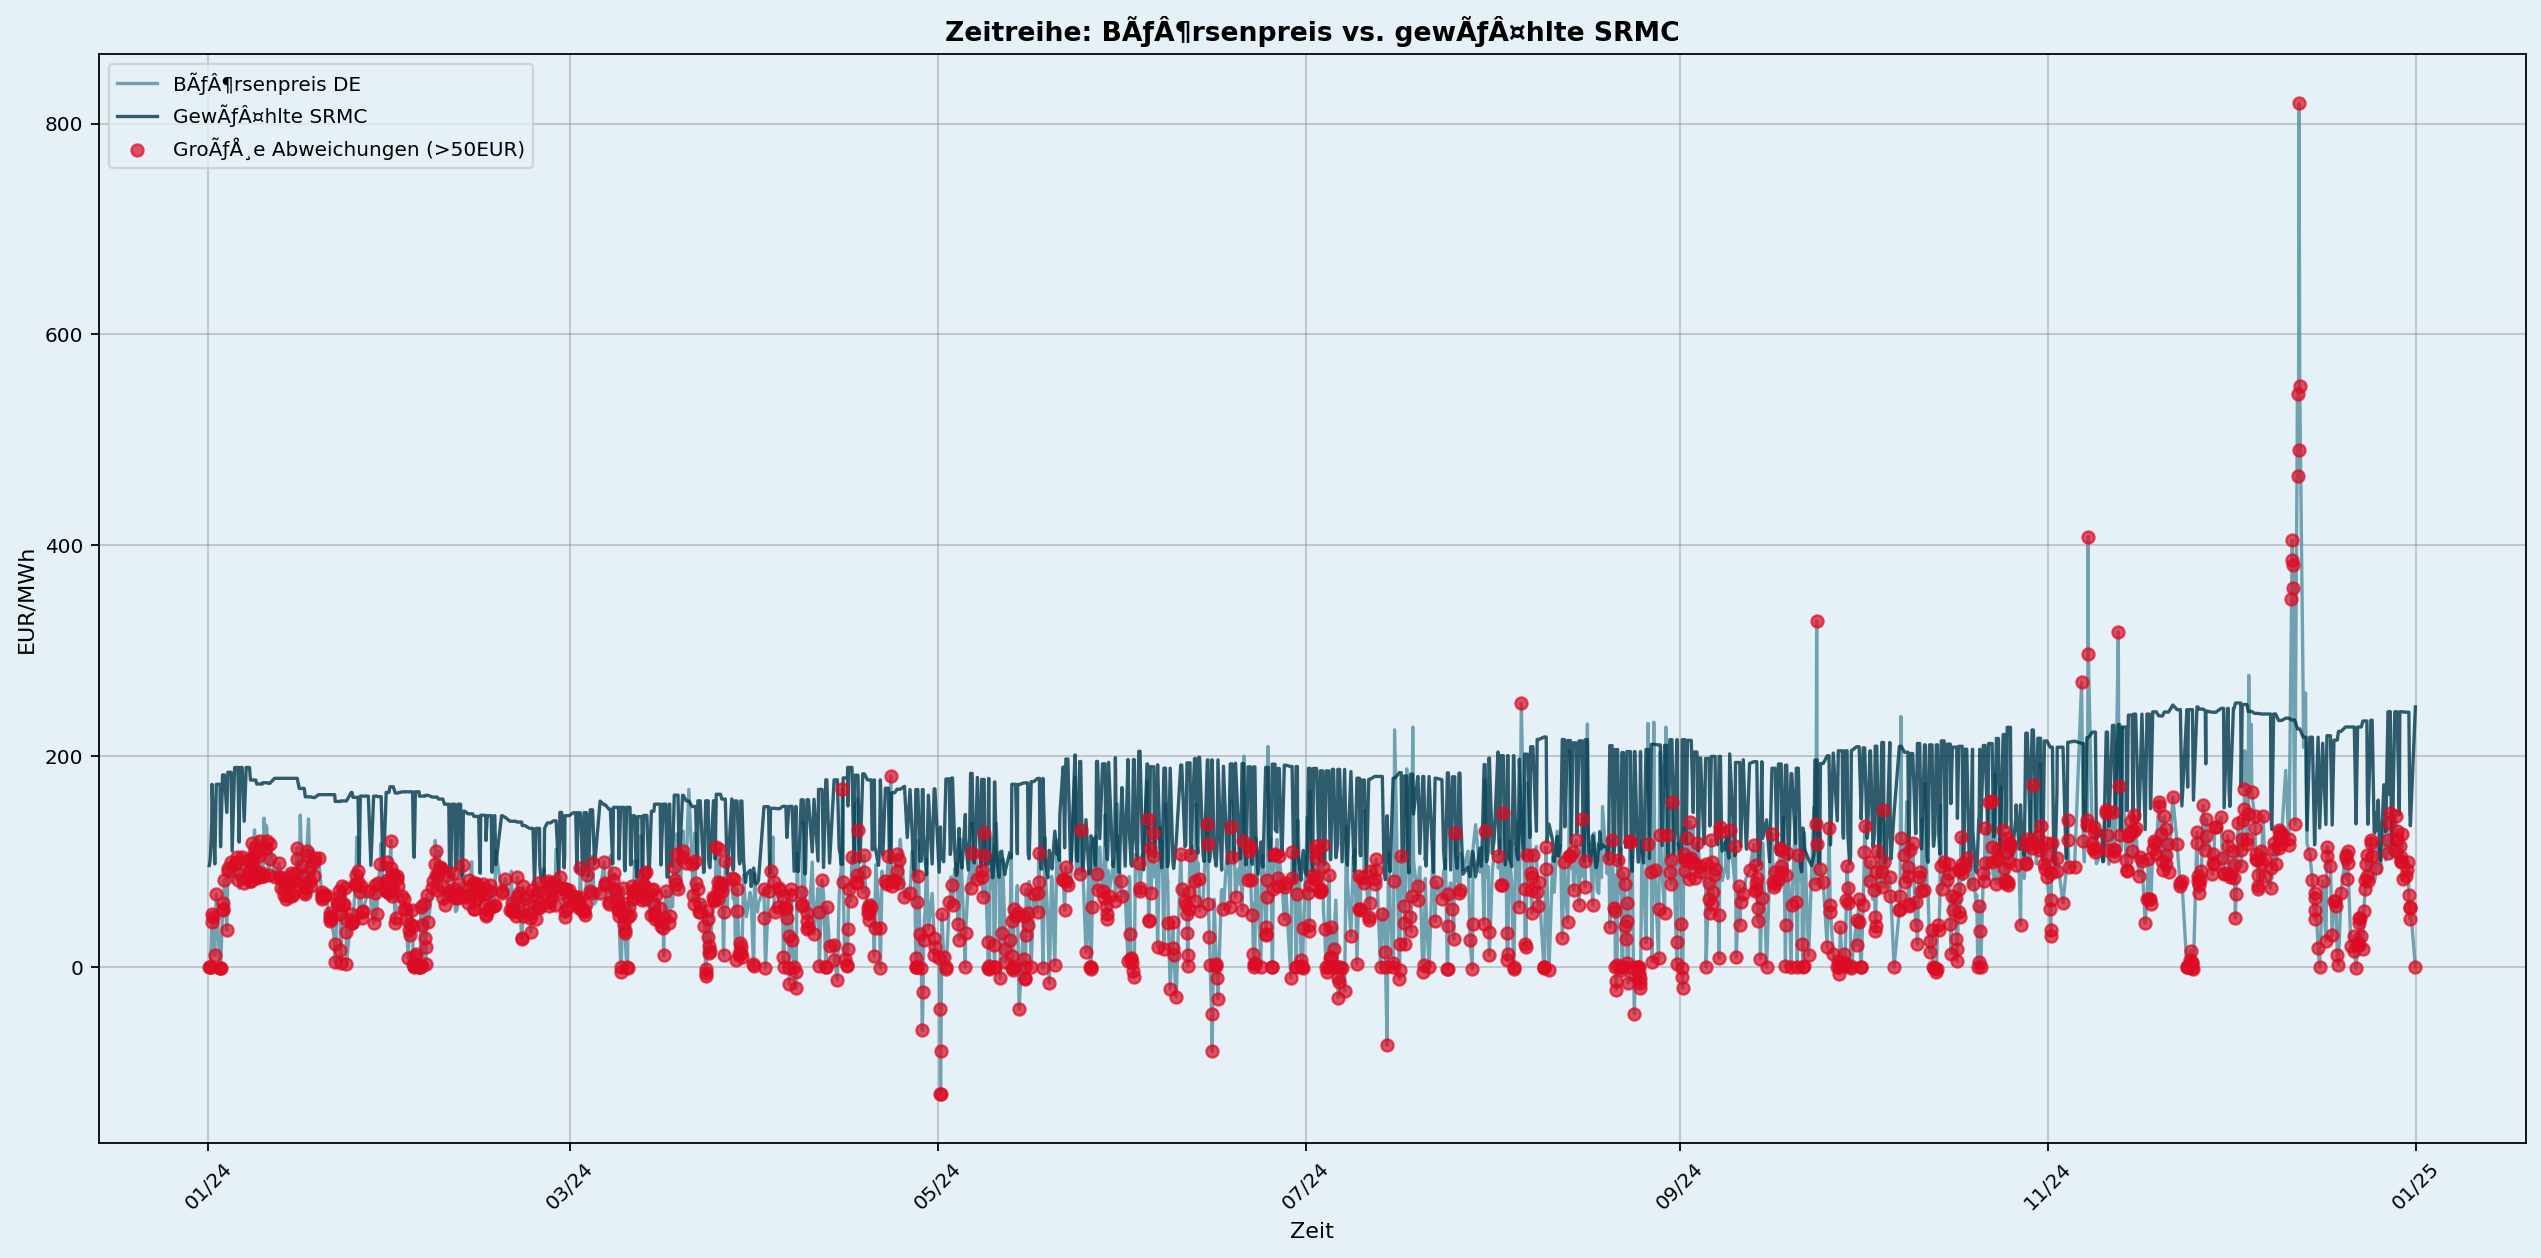 Zeitreihe: BÃƒÂ¶rsenpreis vs. gewÃƒÂ¤hlte SRMC
BÃƒÂ¶rsenpreis DE
GewÃƒÂ¤hlte SRMC
GroÃƒÅ¸e Abweichungen (>50EUR)
800
600
400
200
0
EUR/MWh
01/24
03/24
05/24
07/24
09/24
11/24
01/25
Zeit